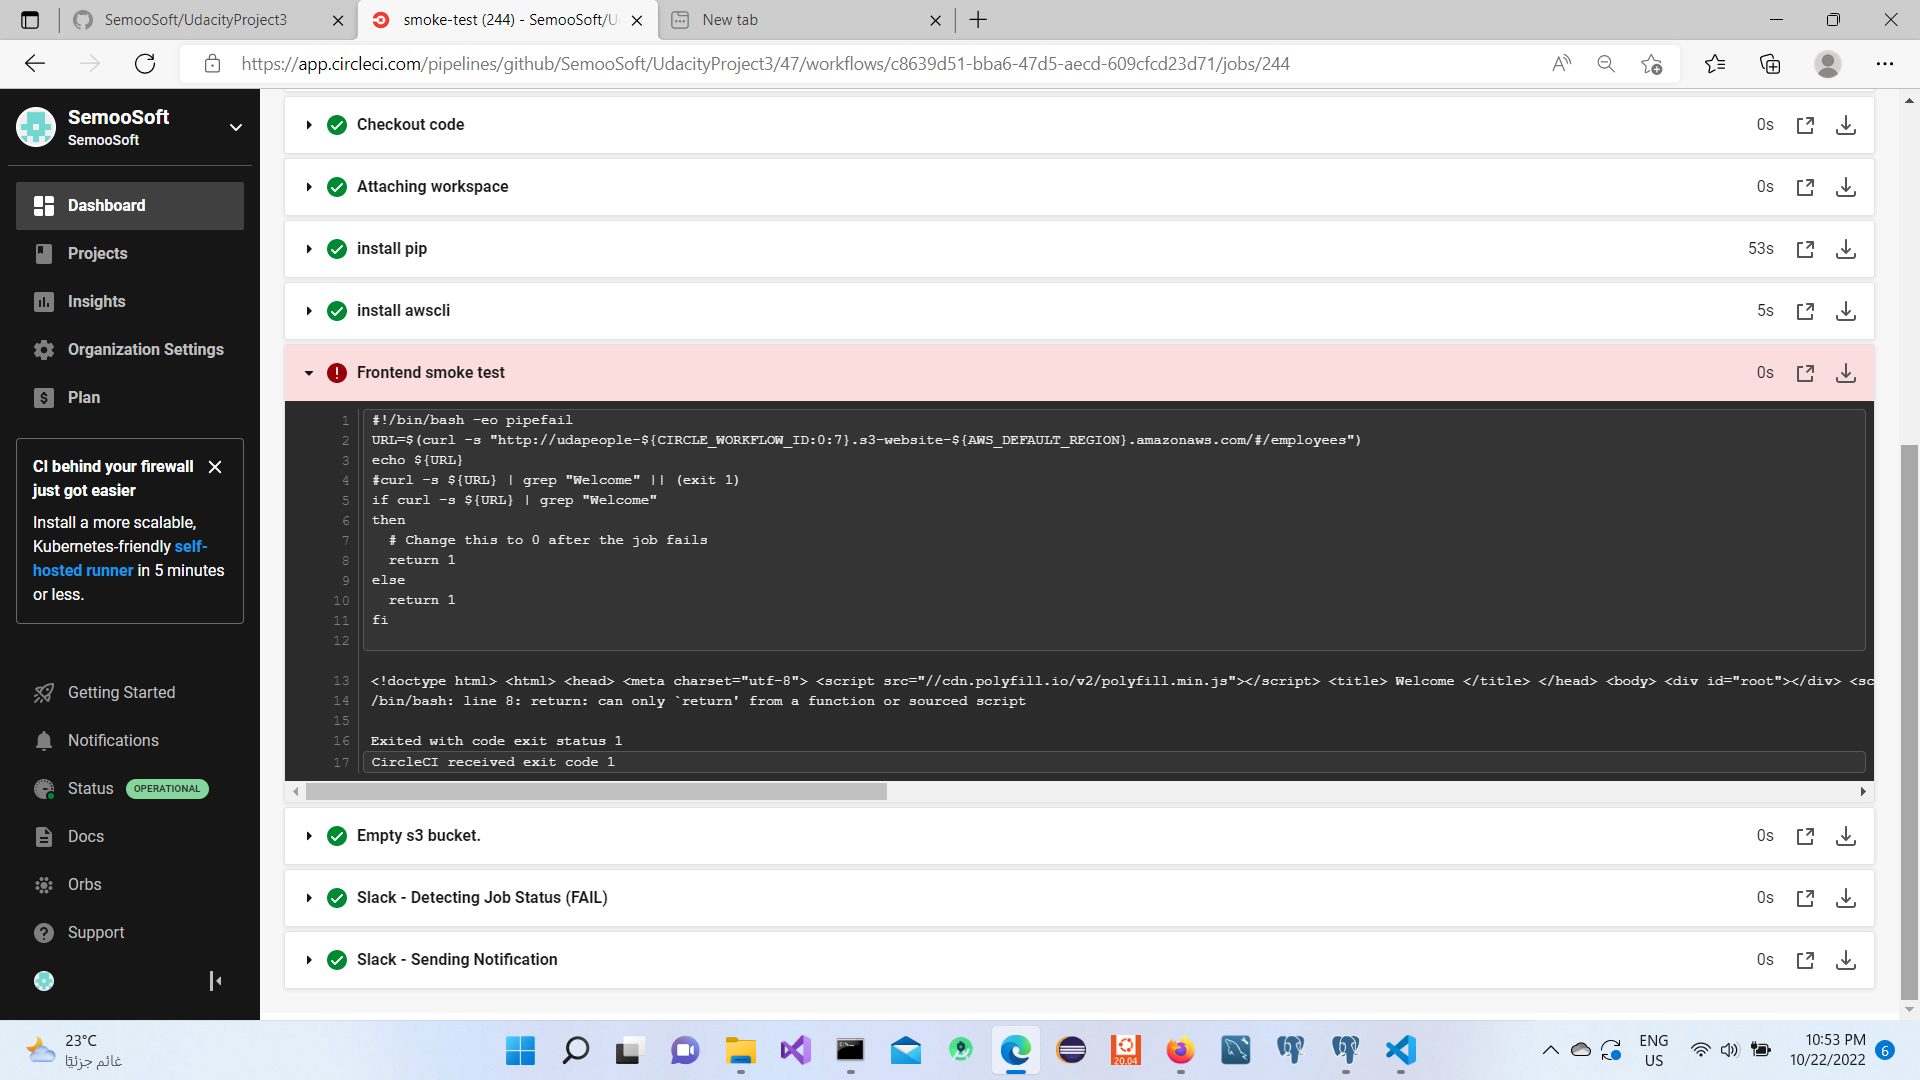 SemooSoft/UdacityProject3
smoke-test (244) - SemooSoft/U
New tab
https://app.circleci.com/pipelines/github/SemooSoft/UdacityProject3/47/workflows/c8639d51-bba6-47d5-aecd-609cfcd23d71/jobs/244
SemooSoft
SemooSoft
Dashboard
Projects
Insights
Organization Settings
Plan
CI behind your firewall
just got easier
Install a more scalable,
Kubernetes-friendly self-
hosted runner in 5 minutes
or less.
Getting Started
Notifications
Status OPERATIONAL
Docs
Orbs
Support
Checkout code 0s
Attaching workspace 0s
install pip 53s
install awscli 5s
Frontend smoke test 0s
1 #!/bin/bash -eo pipefail
2 URL=$(curl -s "http://udapeople-${CIRCLE_WORKFLOW_ID:0:7}.s3-website-${AWS_DEFAULT_REGION}.amazonaws.com/#/employees")
3 echo ${URL}
4 #curl -s ${URL} | grep "Welcome" || (exit 1)
5 if curl -s ${URL} | grep "Welcome"
6 then
7 # Change this to 0 after the job fails
8 return 1
9 else
10 return 1
11 fi
12
13 <!doctype html> <html> <head> <meta charset="utf-8"> <script src="//cdn.polyfill.io/v2/polyfill.min.js"></script> <title> Welcome </title> </head> <body> <div id="root"></div> <sc
14 /bin/bash: line 8: return: can only `return' from a function or sourced script
15
16 Exited with code exit status 1
17 CircleCI received exit code 1
Empty s3 bucket. 0s
Slack - Detecting Job Status (FAIL) 0s
Slack - Sending Notification 0s
23°C
غائم جزئيًا
20.04
ENG
US
10:53 PM
10/22/2022
6